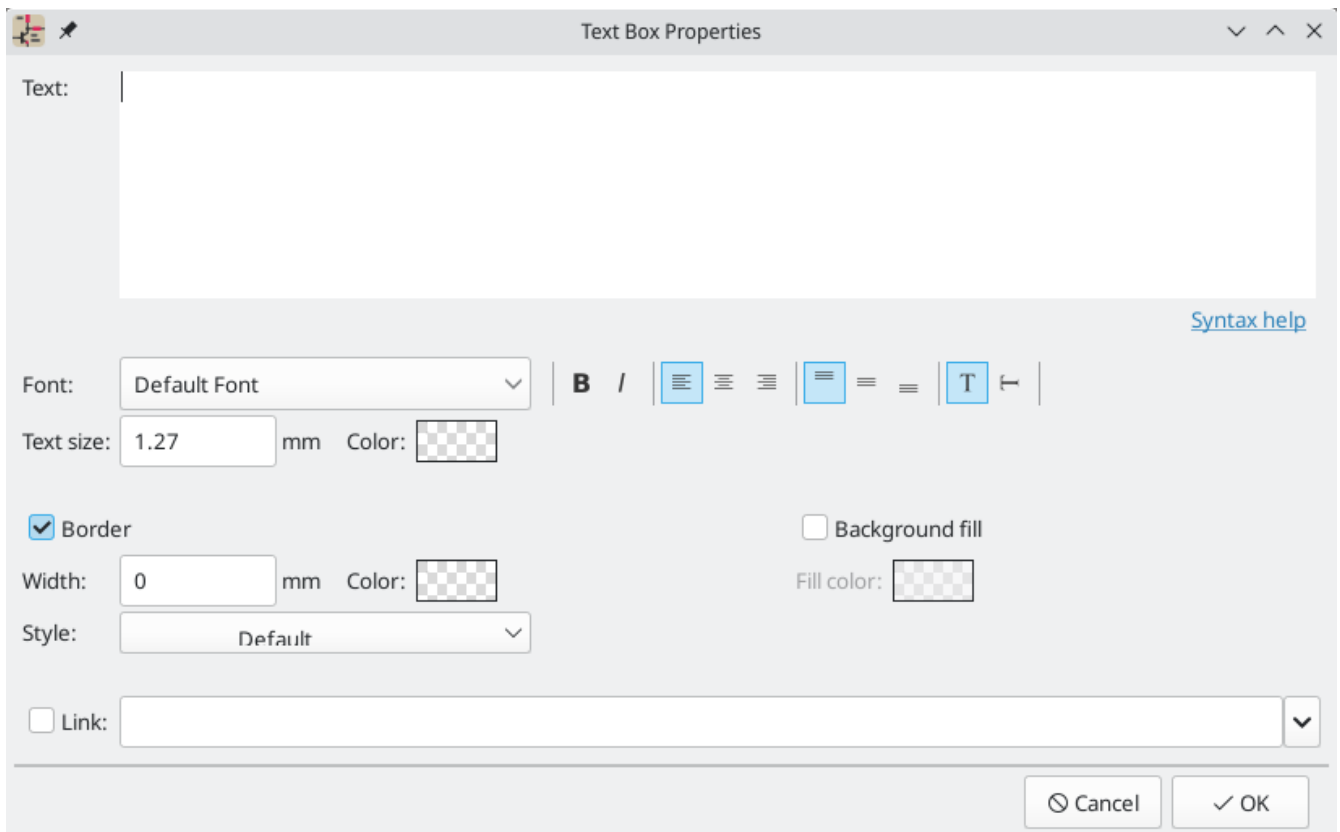 Text Box Properties
Text:
Syntax help
Font: Default Font B I T T
Text size: 1.27 mm Color:
Border Background fill
Width: 0 mm Color: Fill color:
Style: Default
Link:
Cancel OK